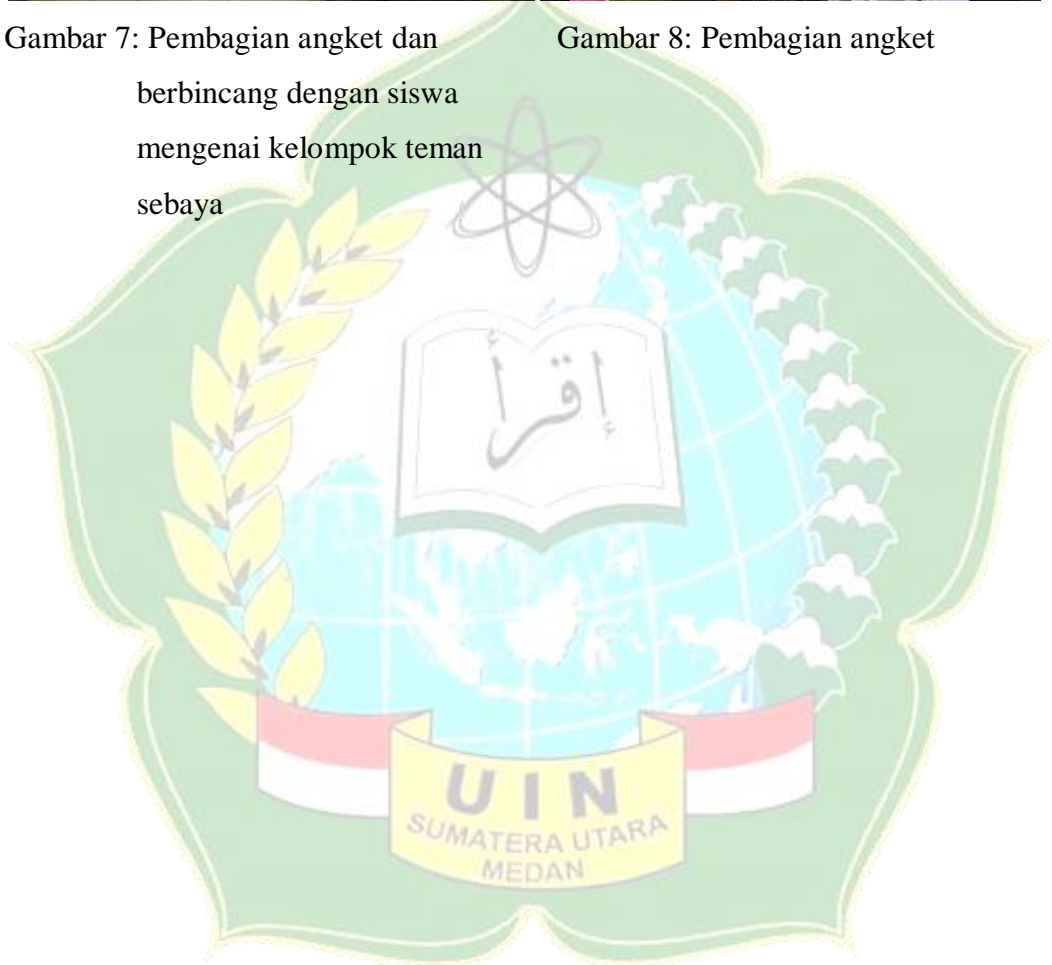 Gambar 7: Pembagian angket dan
berbincang dengan siswa
mengenai kelompok teman
sebaya
Gambar 8: Pembagian angket
إقرأ
UIN
SUMATERA UTARA
MEDAN